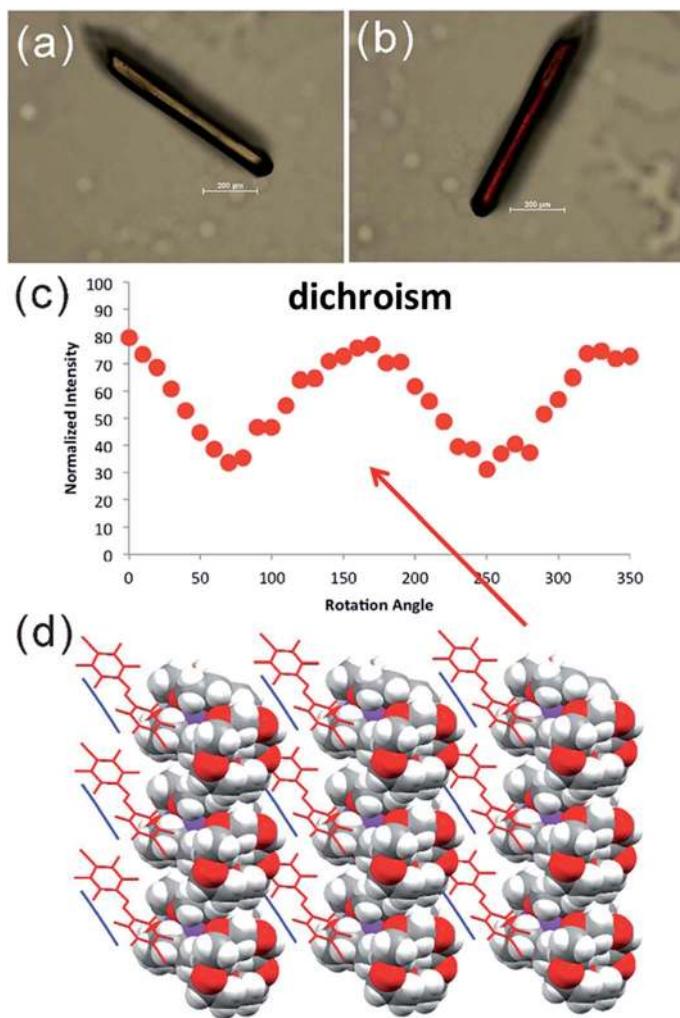 (a)
(b)
200 µm
200 µm
(c)
dichroism
100
90
80
70
60
50
40
30
20
10
0
Normalized Intensity
0 50 100 150 200 250 300 350
Rotation Angle
(d)